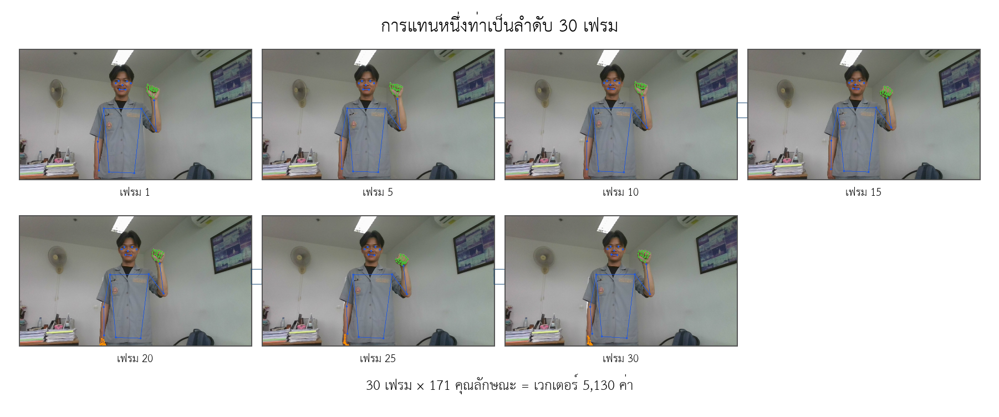 การแทนหนึ่งท่าเป็นลำดับ 30 เฟรม
เฟรม 1
เฟรม 5
เฟรม 10
เฟรม 15
เฟรม 20
เฟรม 25
เฟรม 30
30 เฟรม × 171 คุณลักษณะ = เวกเตอร์ 5,130 ค่า